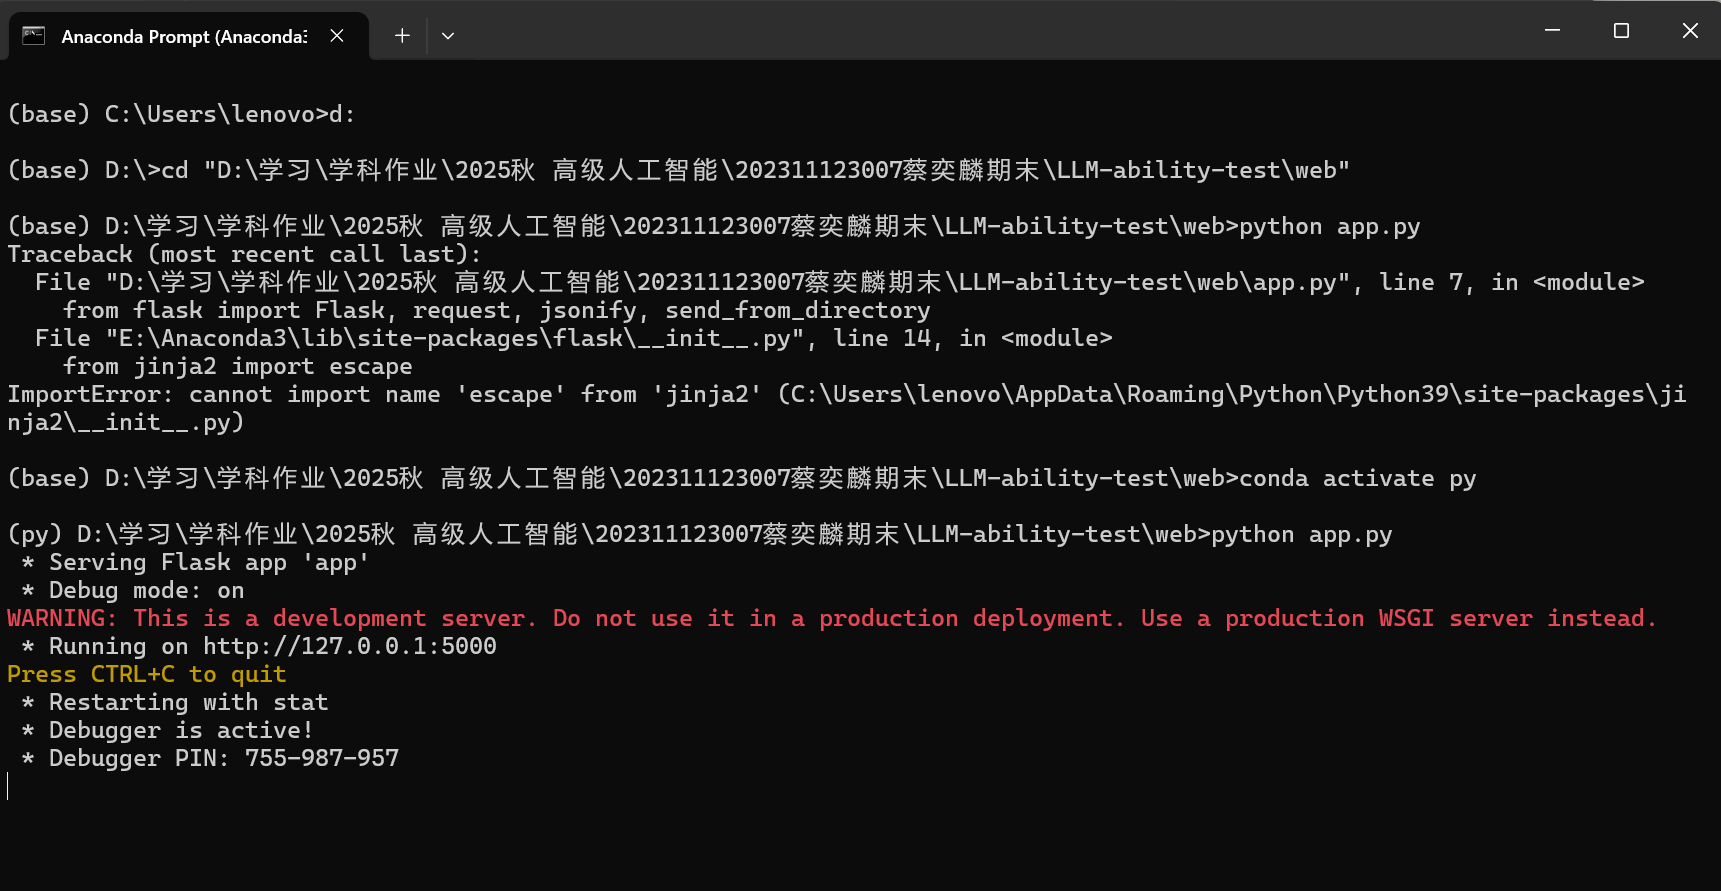 Anaconda Prompt (Anaconda3
(base) C:\Users\lenovo>d:
(base) D:\>cd "D:\学习\学科作业\2025秋 高级人工智能\202311123007蔡奕麟期末\LLM-ability-test\web"
(base) D:\学习\学科作业\2025秋 高级人工智能\202311123007蔡奕麟期末\LLM-ability-test\web>python app.py
Traceback (most recent call last):
  File "D:\学习\学科作业\2025秋 高级人工智能\202311123007蔡奕麟期末\LLM-ability-test\web\app.py", line 7, in <module>
    from flask import Flask, request, jsonify, send_from_directory
  File "E:\Anaconda3\lib\site-packages\flask\__init__.py", line 14, in <module>
    from jinja2 import escape
ImportError: cannot import name 'escape' from 'jinja2' (C:\Users\lenovo\AppData\Roaming\Python\Python39\site-packages\ji
nja2\__init__.py)
(base) D:\学习\学科作业\2025秋 高级人工智能\202311123007蔡奕麟期末\LLM-ability-test\web>conda activate py
(py) D:\学习\学科作业\2025秋 高级人工智能\202311123007蔡奕麟期末\LLM-ability-test\web>python app.py
 * Serving Flask app 'app'
 * Debug mode: on
WARNING: This is a development server. Do not use it in a production deployment. Use a production WSGI server instead.
 * Running on http://127.0.0.1:5000
Press CTRL+C to quit
 * Restarting with stat
 * Debugger is active!
 * Debugger PIN: 755-987-957